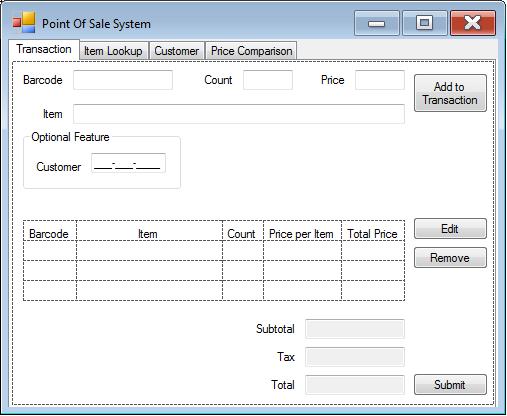 Point Of Sale System
Transaction Item Lookup Customer Price Comparison
Barcode Count Price
Add to
Transaction
Item
Optional Feature
Customer ___-___-____
Barcode Item Count Price per Item Total Price
Edit
Remove
Subtotal
Tax
Total
Submit